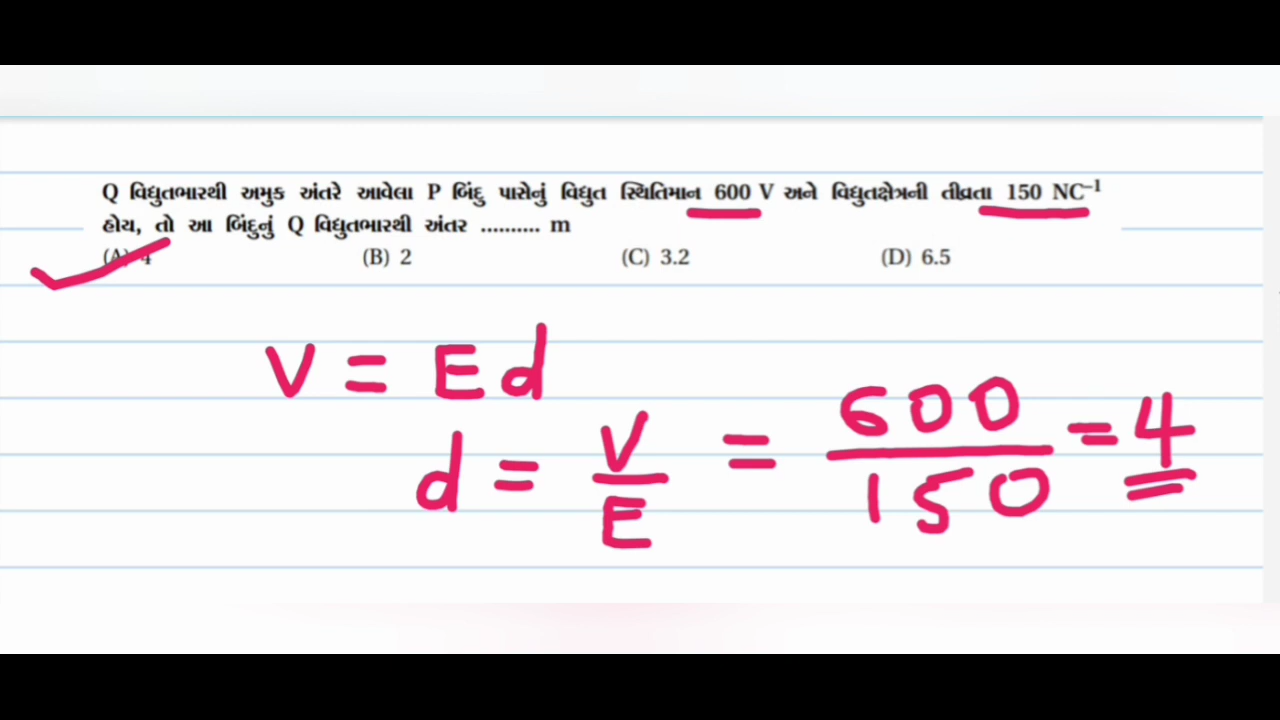 Q વિદ્યુતભારથી અમુક અંતરે આવેલા P બિંદુ પાસેનું વિદ્યુત સ્થિતિમાન 600 V અને વિદ્યુતક્ષેત્રની તીવ્રતા 150 NC⁻¹
હોય, તો આ બિંદુનું Q વિદ્યુતભારથી અંતર .......... m
(A) 4 (B) 2 (C) 3.2 (D) 6.5
V = Ed
d = V/E = 600/150 = 4